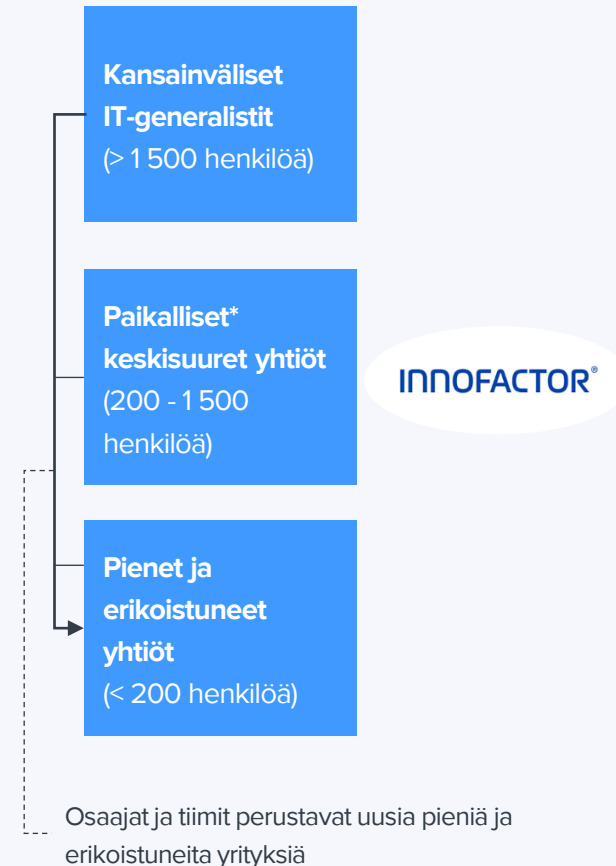 Kansainväliset
IT-generalistit
(> 1 500 henkilöä)
Paikalliset*
keskisuuret yhtiöt
(200 - 1 500
henkilöä)
INNOFACTOR®
Pienet ja
erikoistuneet
yhtiöt
(< 200 henkilöä)
Osaajat ja tiimit perustavat uusia pieniä ja
erikoistuneita yrityksiä